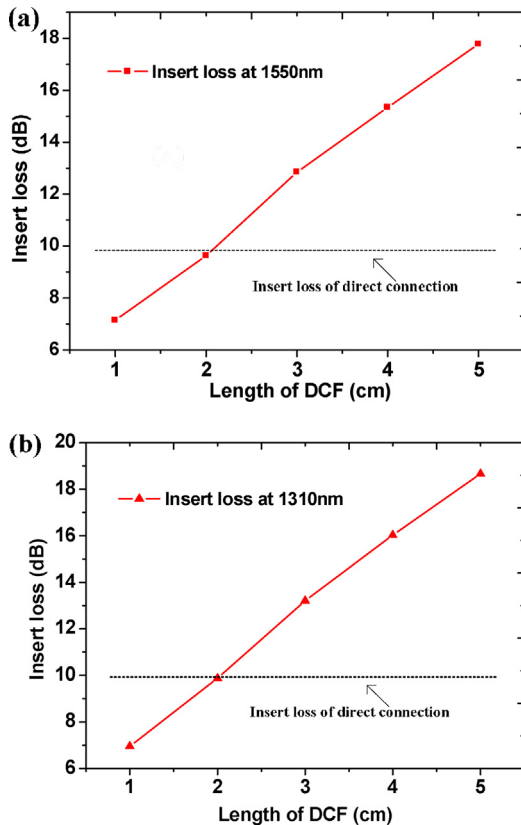 (a)
18
16
14
12
10
8
6
Insert loss (dB)
Insert loss at 1550nm
Insert loss of direct connection
1 2 3 4 5
Length of DCF (cm)
(b)
20
18
16
14
12
10
8
6
Insert loss (dB)
Insert loss at 1310nm
Insert loss of direct connection
1 2 3 4 5
Length of DCF (cm)